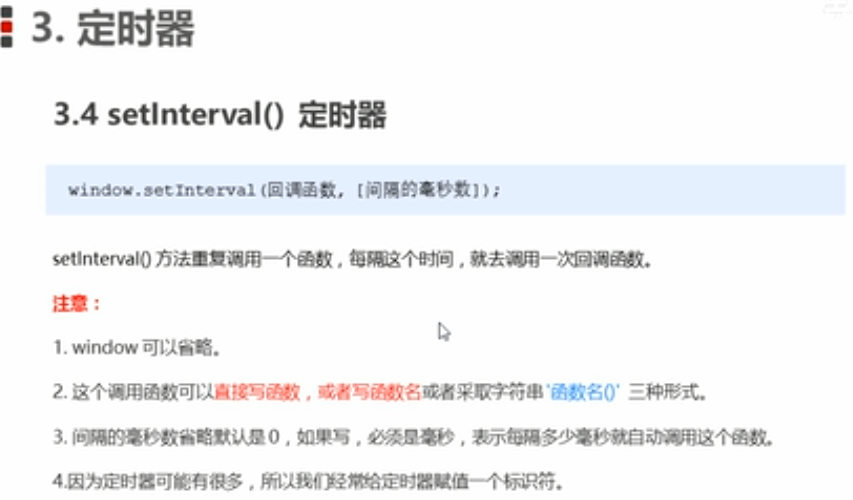 3. 定时器
3.4 setInterval() 定时器
window.setInterval(回调函数, [间隔的毫秒数]);
setInterval() 方法重复调用一个函数，每隔这个时间，就去调用一次回调函数。
注意：
1. window 可以省略。
2. 这个调用函数可以直接写函数，或者写函数名或者采取字符串 '函数名()' 三种形式。
3. 间隔的毫秒数省略默认是 0，如果写，必须是毫秒，表示每隔多少毫秒就自动调用这个函数。
4.因为定时器可能有很多，所以我们经常给定时器赋值一个标识符。